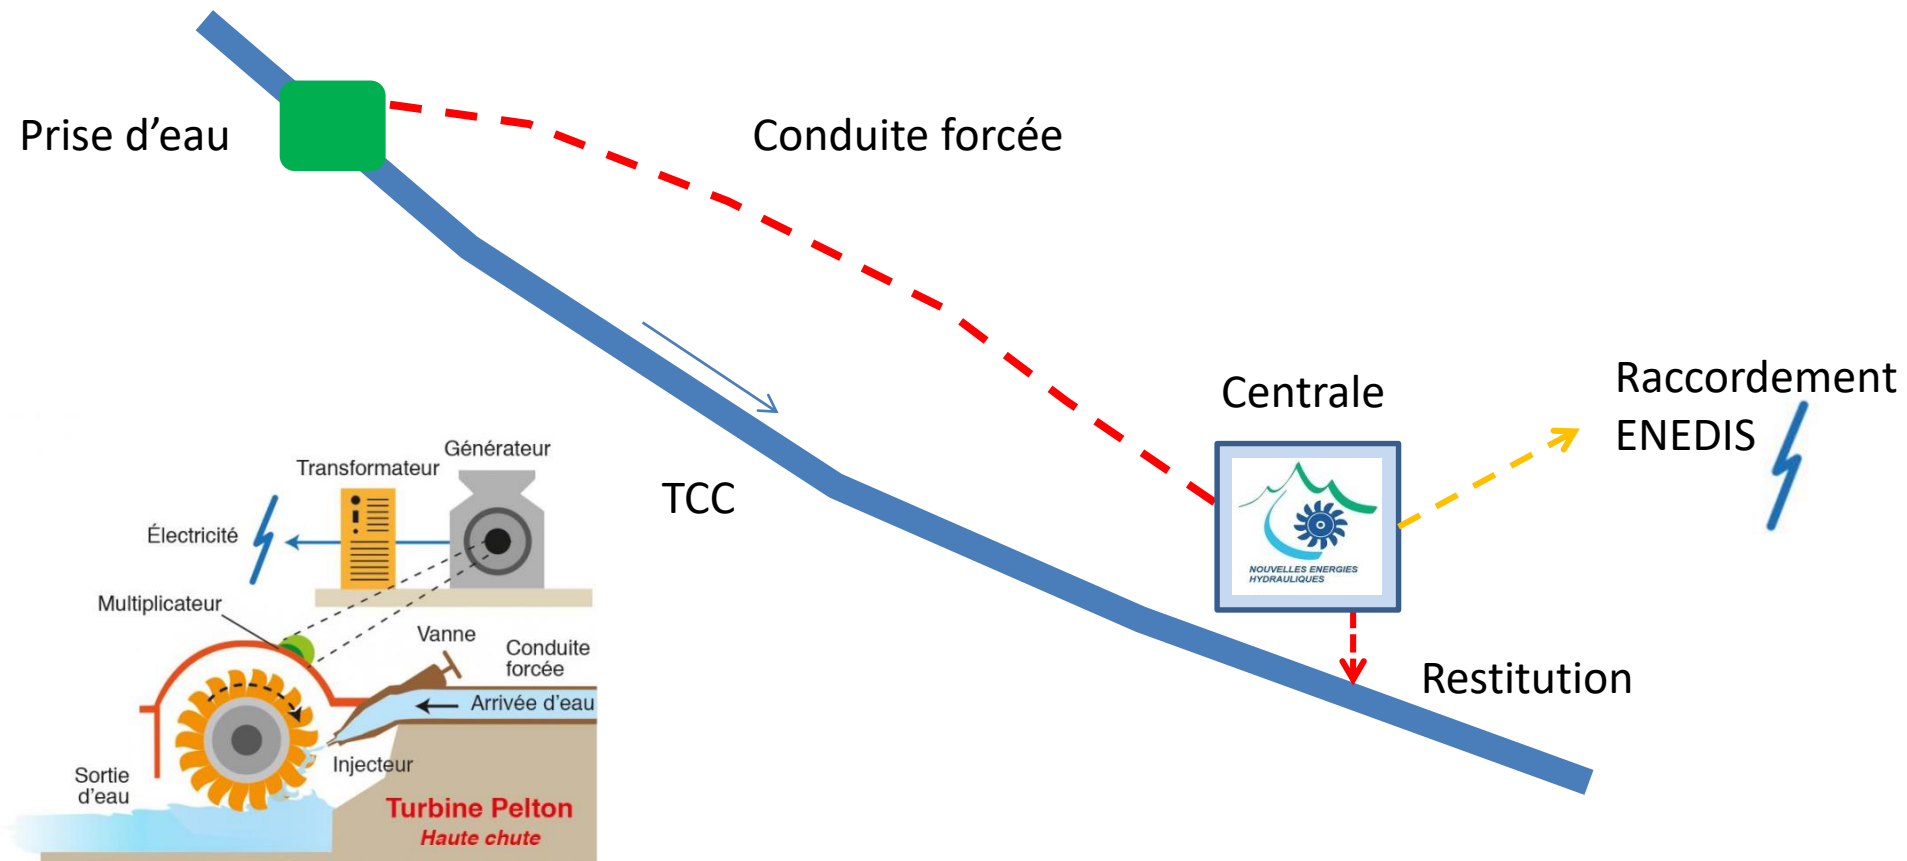 Prise d’eau
Conduite forcée
TCC
Centrale
NOUVELLES ENERGIES
HYDRAULIQUES
Raccordement
ENEDIS
Restitution
Générateur
Transformateur
Électricité
Multiplicateur
Vanne
Conduite
forcée
Arrivée d'eau
Injecteur
Sortie
d'eau
Turbine Pelton
Haute chute